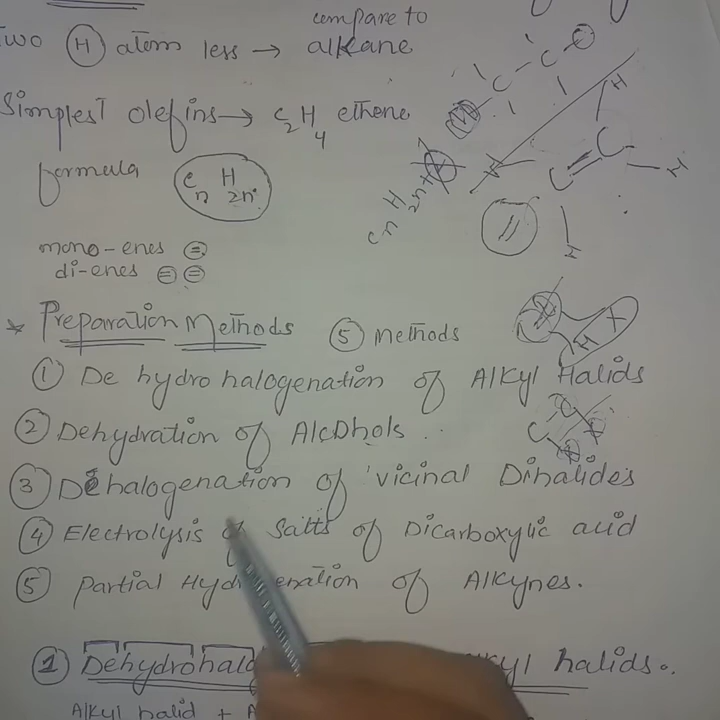 compare to
Two H atom less → alkane
Simplest olefins → C2H4 ethene
formula CnH2n
mono-enes =
di-enes = =
* Preparation Methods 5 Methods
1 De hydro halogenation of Alkyl Halids
2 Dehydration of Alcohols.
3 Dehalogenation of vicinal Dihalides
4 Electrolysis of Salts of Dicarboxylic acid
5 Partial Hydrogenation of Alkynes.
1 Dehydrohal yl halids.
Alkyl halid +